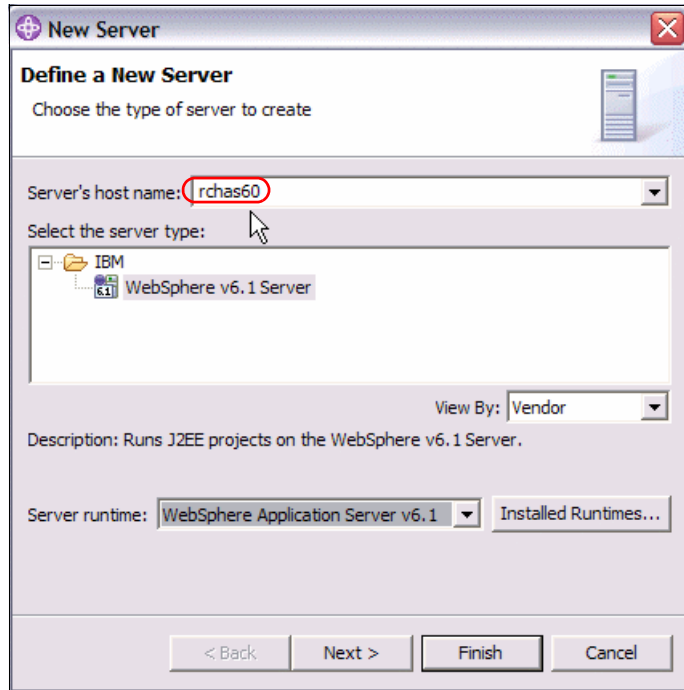 New Server
Define a New Server
Choose the type of server to create
Server's host name: rchas60
Select the server type:
IBM
6.1 WebSphere v6.1 Server
View By: Vendor
Description: Runs J2EE projects on the WebSphere v6.1 Server.
Server runtime: WebSphere Application Server v6.1 Installed Runtimes...
< Back Next > Finish Cancel